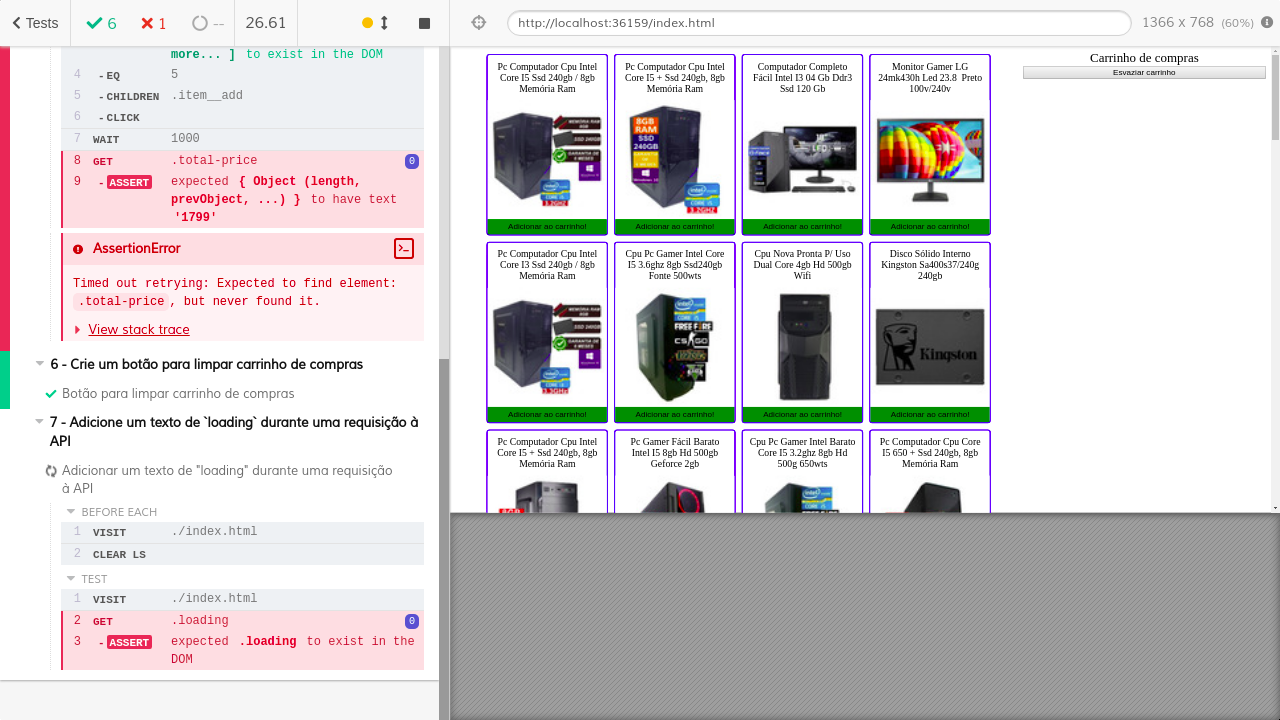 Tests
6
1
--
26.61
http://localhost:36159/index.html
1366 x 768 (60%)
more... ] to exist in the DOM
4 - EQ 5
5 - CHILDREN .item__add
6 - CLICK
7 WAIT 1000
8 GET .total-price 0
9 - ASSERT expected { Object (length,
prevObject, ...) } to have text
'1799'
AssertionError
Timed out retrying: Expected to find element:
.total-price, but never found it.
View stack trace
6 - Crie um botão para limpar carrinho de compras
Botão para limpar carrinho de compras
7 - Adicione um texto de `loading` durante uma requisição à
API
Adicionar um texto de "loading" durante uma requisição
à API
BEFORE EACH
1 VISIT ./index.html
2 CLEAR LS
TEST
1 VISIT ./index.html
2 GET .loading 0
3 - ASSERT expected .loading to exist in the
DOM
Pc Computador Cpu Intel
Core I5 Ssd 240gb / 8gb
Memória Ram
Adicionar ao carrinho!
Pc Computador Cpu Intel
Core I5 + Ssd 240gb, 8gb
Memória Ram
8GB
RAM
SSD
240GB
Adicionar ao carrinho!
Computador Completo
Fácil Intel I3 04 Gb Ddr3
Ssd 120 Gb
Adicionar ao carrinho!
Monitor Gamer LG
24mk430h Led 23.8 Preto
100v/240v
Adicionar ao carrinho!
Carrinho de compras
Esvaziar carrinho
Pc Computador Cpu Intel
Core I3 Ssd 240gb / 8gb
Memória Ram
Adicionar ao carrinho!
Cpu Pc Gamer Intel Core
I5 3.6ghz 8gb Ssd240gb
Fonte 500wts
FREE FIRE
CS:GO
Adicionar ao carrinho!
Cpu Nova Pronta P/ Uso
Dual Core 4gb Hd 500gb
Wifi
Adicionar ao carrinho!
Disco Sólido Interno
Kingston Sa400s37/240g
240gb
Kingston
Adicionar ao carrinho!
Pc Computador Cpu Intel
Core I5 + Ssd 240gb, 8gb
Memória Ram
Pc Gamer Fácil Barato
Intel I5 8gb Hd 500gb
Geforce 2gb
Cpu Pc Gamer Intel Barato
Core I5 3.2ghz 8gb Hd
500g 650wts
Pc Computador Cpu Core
I5 650 + Ssd 240gb, 8gb
Memória Ram